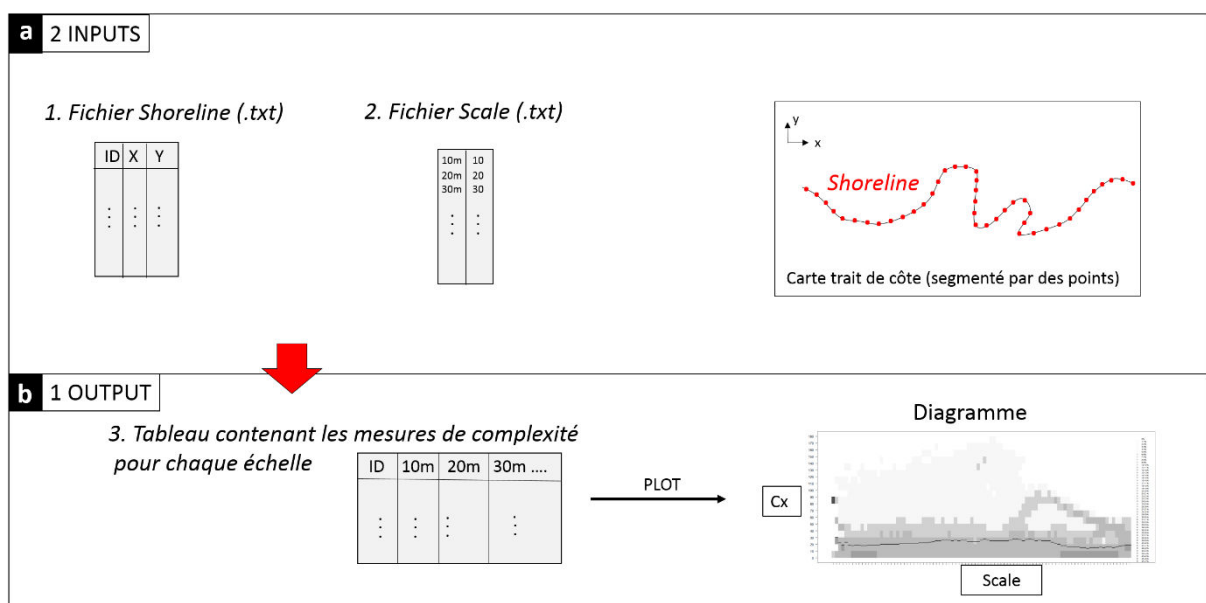 a 2 INPUTS
1. Fichier Shoreline (.txt)
ID X Y
2. Fichier Scale (.txt)
10m 10
20m 20
30m 30
y
x
Shoreline
Carte trait de côte (segmenté par des points)
b 1 OUTPUT
3. Tableau contenant les mesures de complexité
pour chaque échelle
ID 10m 20m 30m ....
PLOT
Diagramme
Cx
Scale